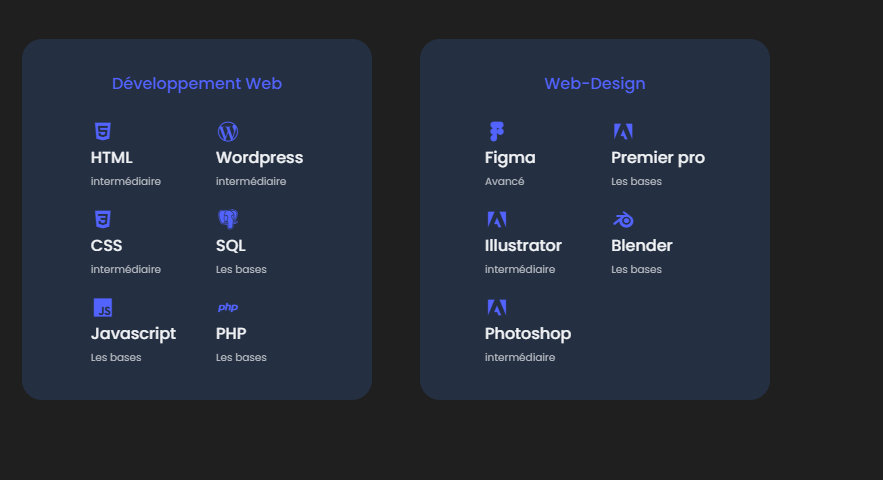 Développement Web
HTML
intermédiaire
Wordpress
intermédiaire
CSS
intermédiaire
SQL
Les bases
JS
Javascript
Les bases
php
PHP
Les bases
Web-Design
Figma
Avancé
Premier pro
Les bases
Illustrator
intermédiaire
Blender
Les bases
Photoshop
intermédiaire